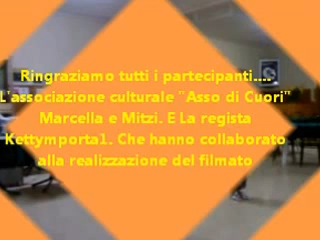 Ringraziamo tutti i partecipanti....
L'associazione culturale "Asso di Cuori"
Marcella e Mitzi. E La regista
Kettymporta1. Che hanno collaborato
alla realizzazione del filmato